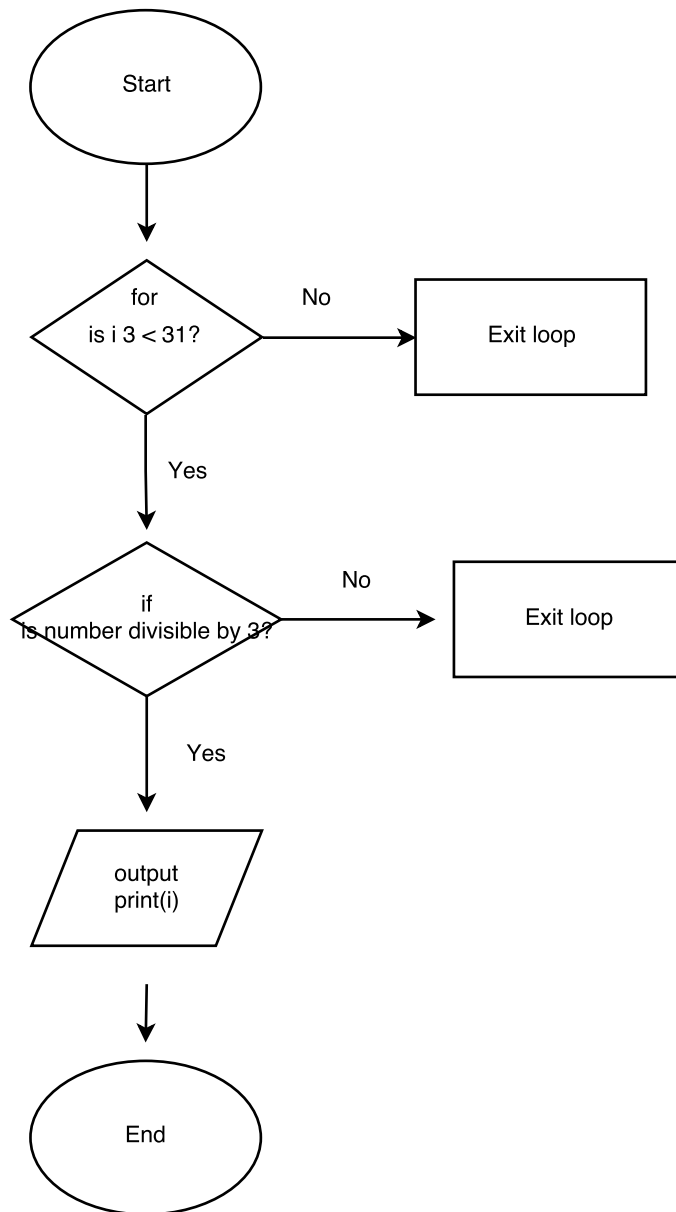 Start
for
is i 3 < 31?
No
Exit loop
Yes
if
is number divisible by 3?
No
Exit loop
Yes
output
print(i)
End